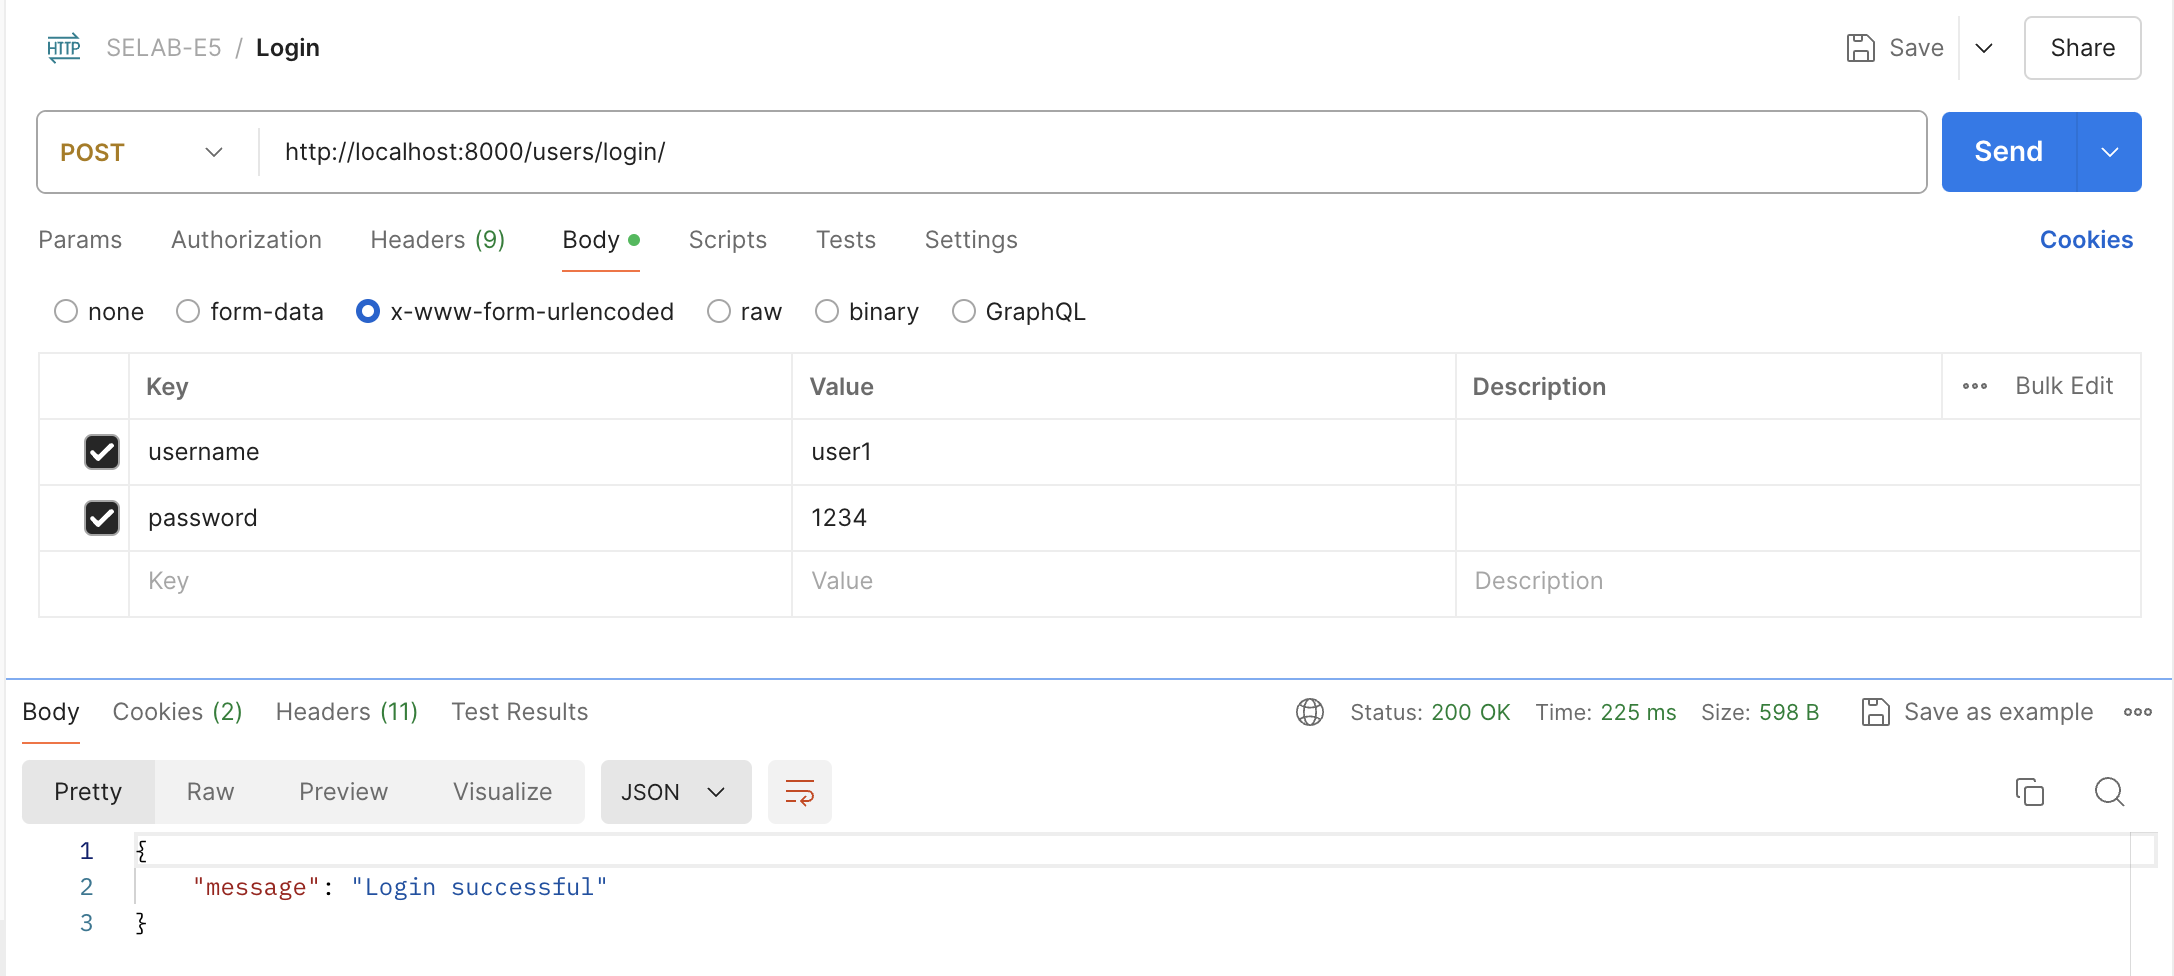 HTTP SELAB-E5 / Login Save Share
POST http://localhost:8000/users/login/ Send
Params Authorization Headers (9) Body Scripts Tests Settings Cookies
none form-data x-www-form-urlencoded raw binary GraphQL
Key Value Description Bulk Edit
username user1
password 1234
Key Value Description
Body Cookies (2) Headers (11) Test Results Status: 200 OK Time: 225 ms Size: 598 B Save as example
Pretty Raw Preview Visualize JSON
1 {
2 "message": "Login successful"
3 }